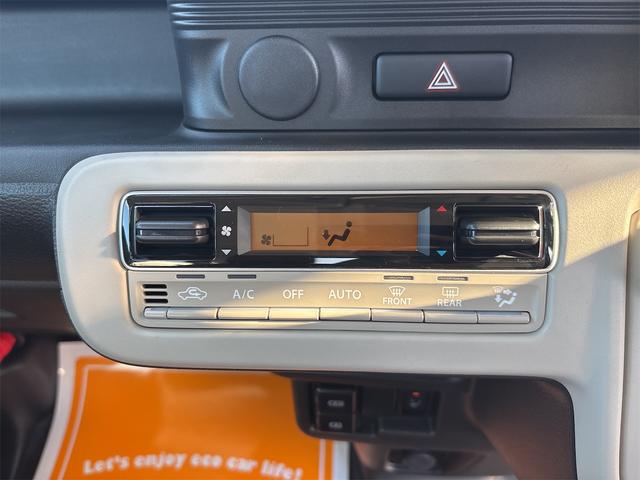 A/C OFF AUTO FRONT REAR
Let's enjoy eco car life!